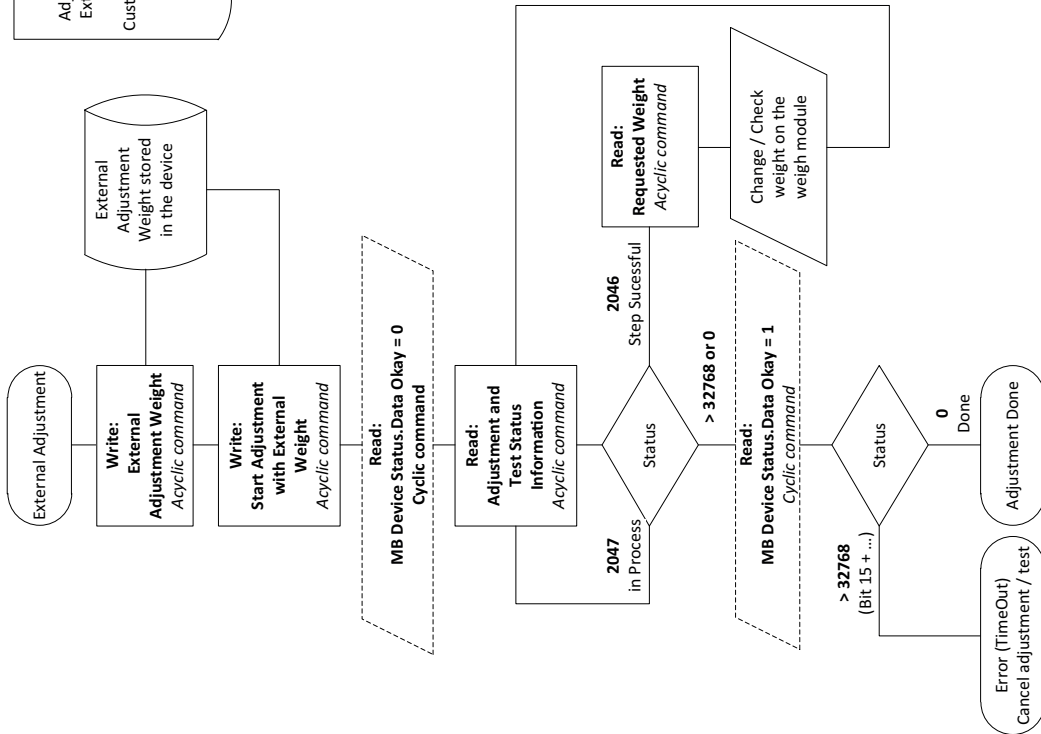 Ad
Ext
Cust
External Adjustment
Write:
External
Adjustment Weight
Acyclic command
External
Adjustment
Weight stored
in the device
Write:
Start Adjustment
with External
Weight
Acyclic command
Read:
MB Device Status.Data Okay = 0
Cyclic command
Read:
Adjustment and
Test Status
Information
Acyclic command
2047
in Process
Status
2046
Step Sucessful
Read:
Requested Weight
Acyclic command
Change / Check
weight on the
weigh module
> 32768 or 0
Read:
MB Device Status.Data Okay = 1
Cyclic command
Status
> 32768
(Bit 15 + ...)
0
Done
Error (TimeOut)
Cancel adjustment / test
Adjustment Done